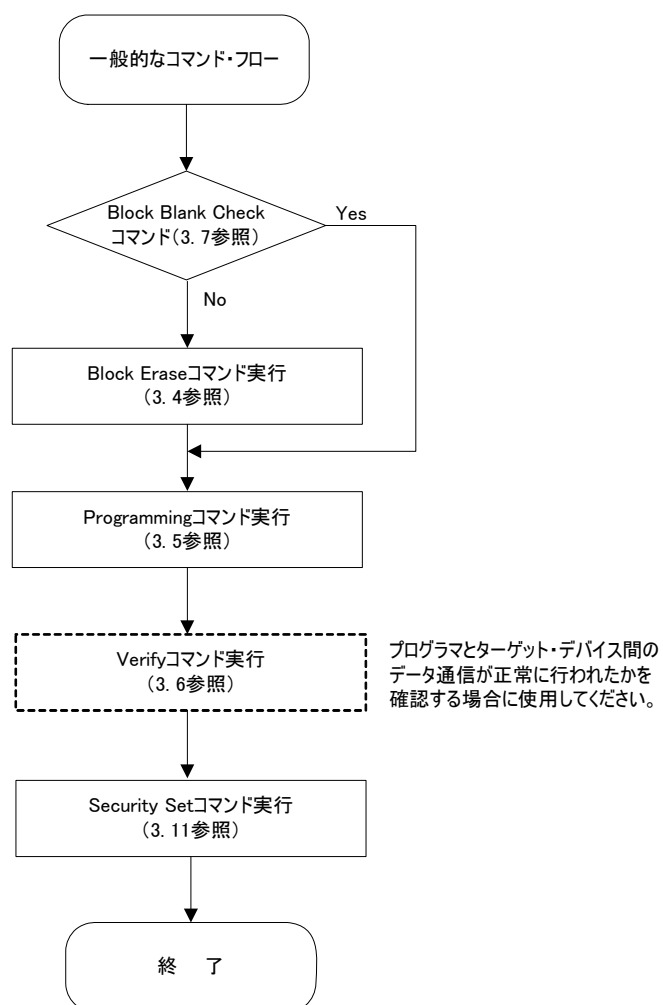 一般的なコマンド・フロー
Block Blank Check
コマンド(3.7参照)
Yes
No
Block Eraseコマンド実行
(3.4参照)
Programmingコマンド実行
(3.5参照)
Verifyコマンド実行
(3.6参照)
プログラマとターゲット・デバイス間の
データ通信が正常に行われたかを
確認する場合に使用してください。
Security Setコマンド実行
(3.11参照)
終 了